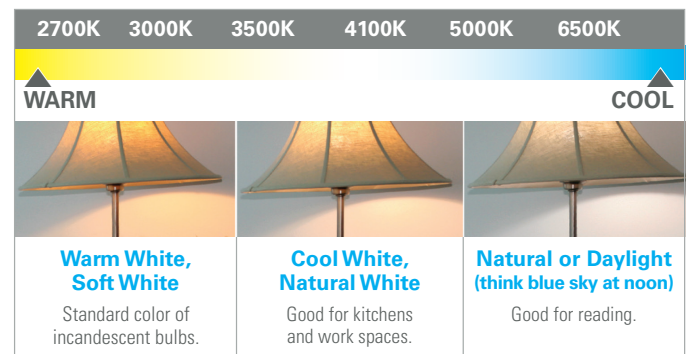 2700K 3000K 3500K 4100K 5000K 6500K
WARM COOL
Warm White,
Soft White
Standard color of
incandescent bulbs.
Cool White,
Natural White
Good for kitchens
and work spaces.
Natural or Daylight
(think blue sky at noon)
Good for reading.